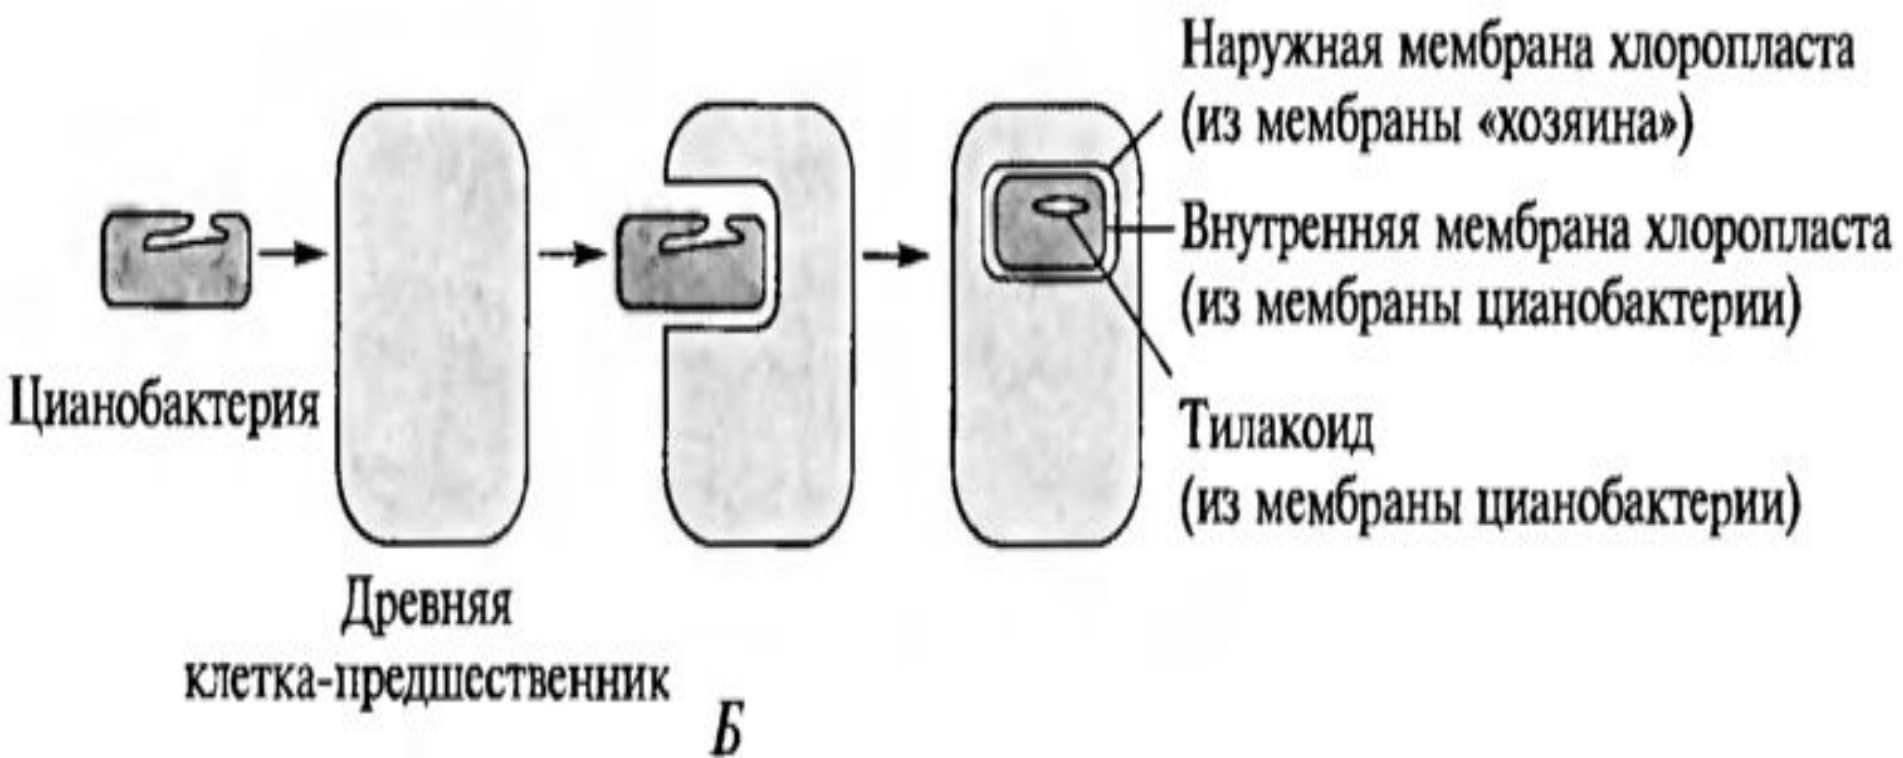 Наружная мембрана хлоропласта
(из мембраны «хозяина»)
Внутренняя мембрана хлоропласта
(из мембраны цианобактерии)
Тилакоид
(из мембраны цианобактерии)
Цианобактерия
Древняя
клетка-предшественник
Б